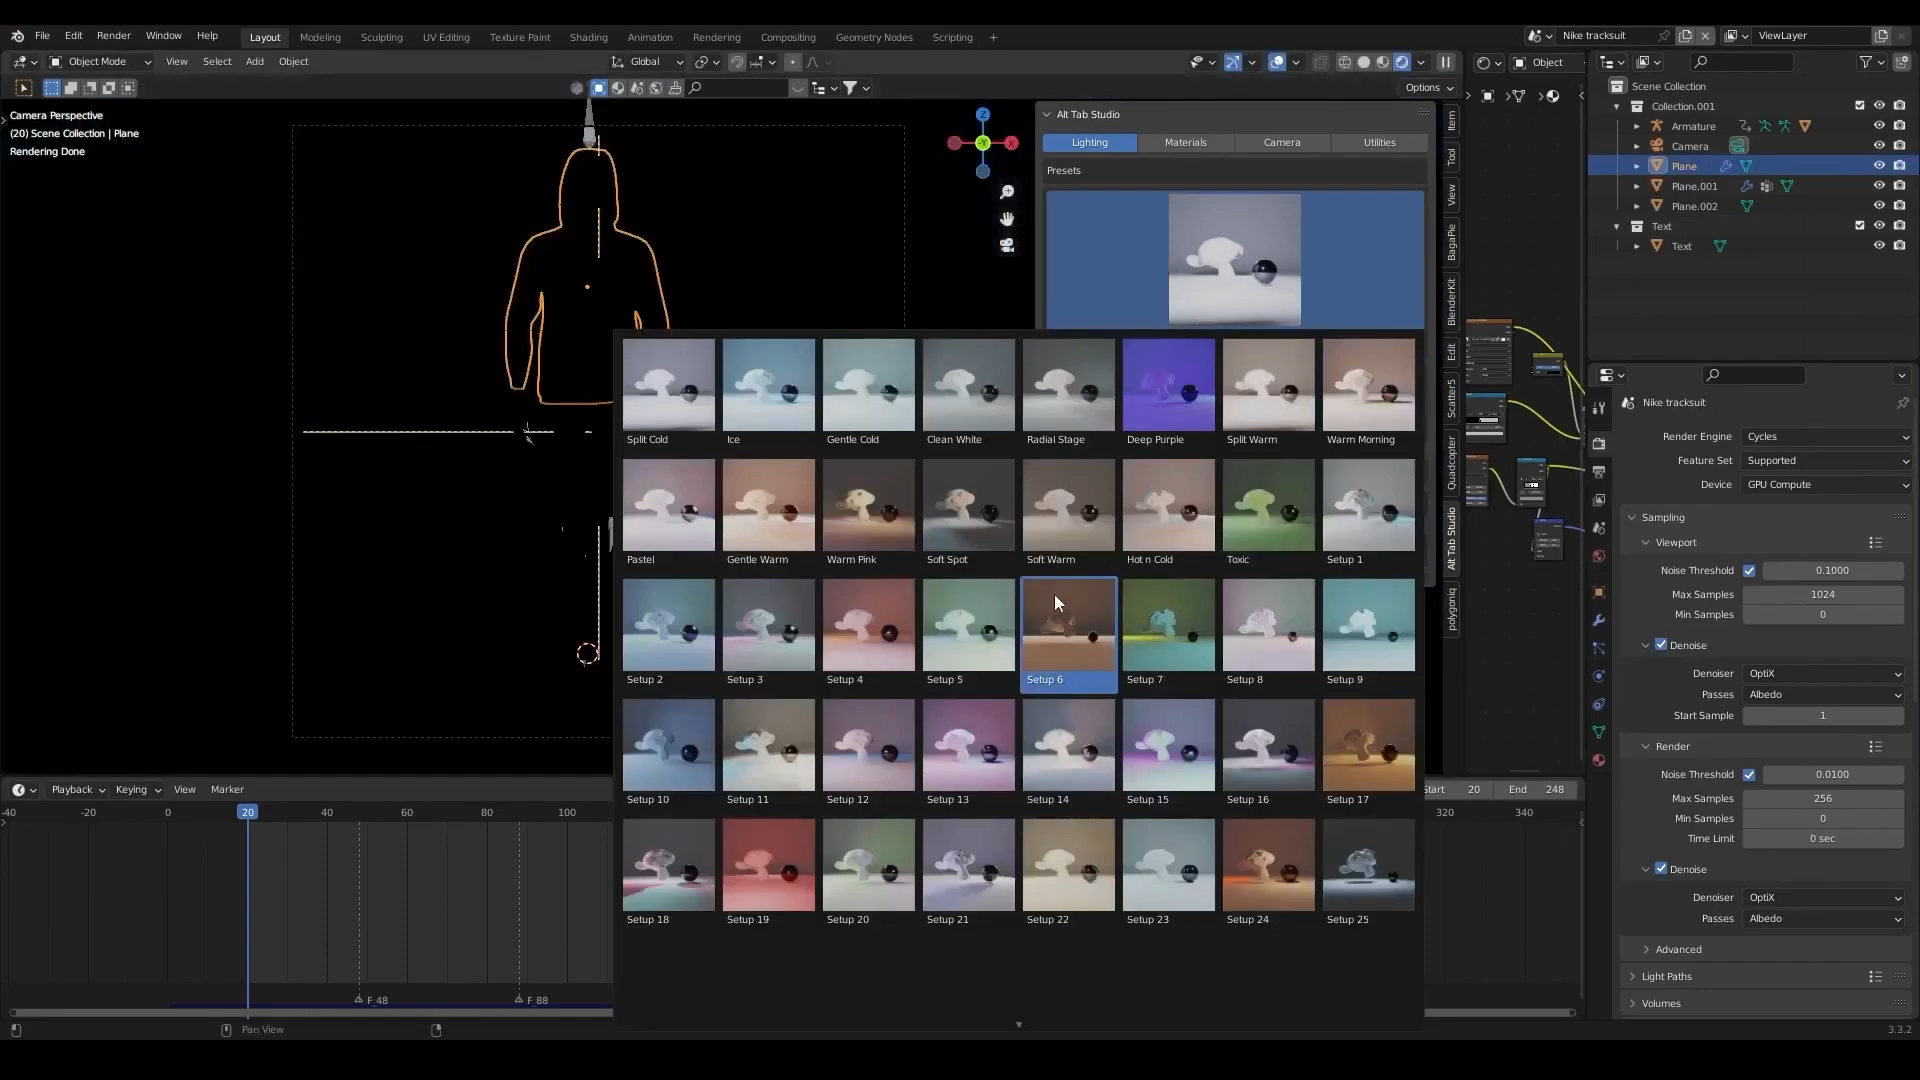 File Edit Render Window Help Layout Modeling Sculpting UV Editing Texture Paint Shading Animation Rendering Compositing Geometry Nodes Scripting + Nike tracksuit ViewLayer
Object Mode View Select Add Object Global Object
Options
Camera Perspective
(20) Scene Collection | Plane
Rendering Done
Z
-Y
X
Alt Tab Studio
Lighting Materials Camera Utilities
Presets
Split Cold Ice Gentle Cold Clean White Radial Stage Deep Purple Split Warm Warm Morning
Pastel Gentle Warm Warm Pink Soft Spot Soft Warm Hot n Cold Toxic Setup 1
Setup 2 Setup 3 Setup 4 Setup 5 Setup 6 Setup 7 Setup 8 Setup 9
Setup 10 Setup 11 Setup 12 Setup 13 Setup 14 Setup 15 Setup 16 Setup 17
Setup 18 Setup 19 Setup 20 Setup 21 Setup 22 Setup 23 Setup 24 Setup 25
Item
Tool
View
BagaPie
BlenderKit
Edit
Scatter5
Quadcopter
Alt Tab Studio
polygoniq
Scene Collection
Collection.001
Armature
Camera
Plane
Plane.001
Plane.002
Text
Text
Nike tracksuit
Render Engine Cycles
Feature Set Supported
Device GPU Compute
Sampling
Viewport
Noise Threshold 0.1000
Max Samples 1024
Min Samples 0
Denoise
Denoiser OptiX
Passes Albedo
Start Sample 1
Render
Noise Threshold 0.0100
Max Samples 256
Min Samples 0
Time Limit 0 sec
Denoise
Denoiser OptiX
Passes Albedo
Advanced
Light Paths
Volumes
Playback Keying View Marker Start 20 End 248
-40 -20 0 20 40 60 80 100 320 340
F_48 F_88
Pan View 3.3.2